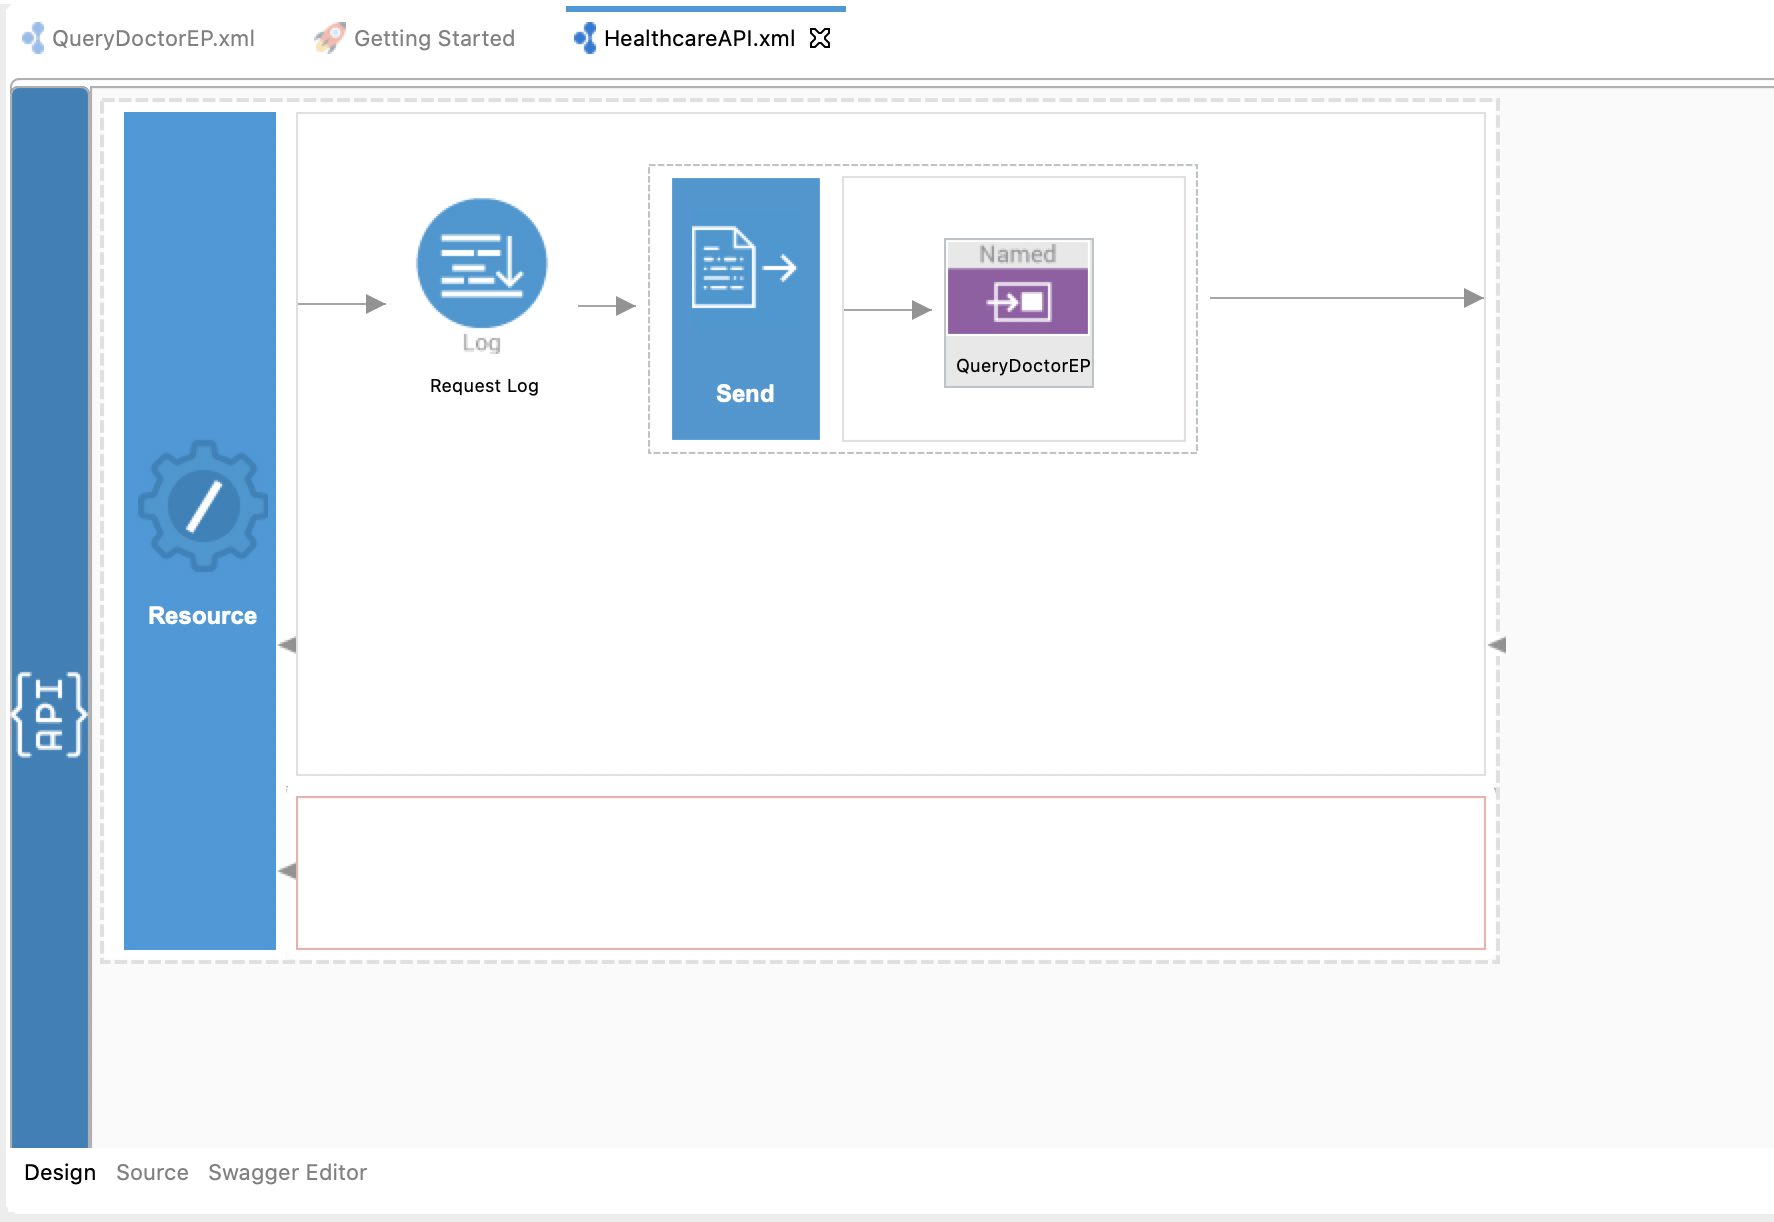 QueryDoctorEP.xml
Getting Started
HealthcareAPI.xml
Named
Log
QueryDoctorEP
Request Log
Send
Resource
{API}
Design
Source
Swagger Editor